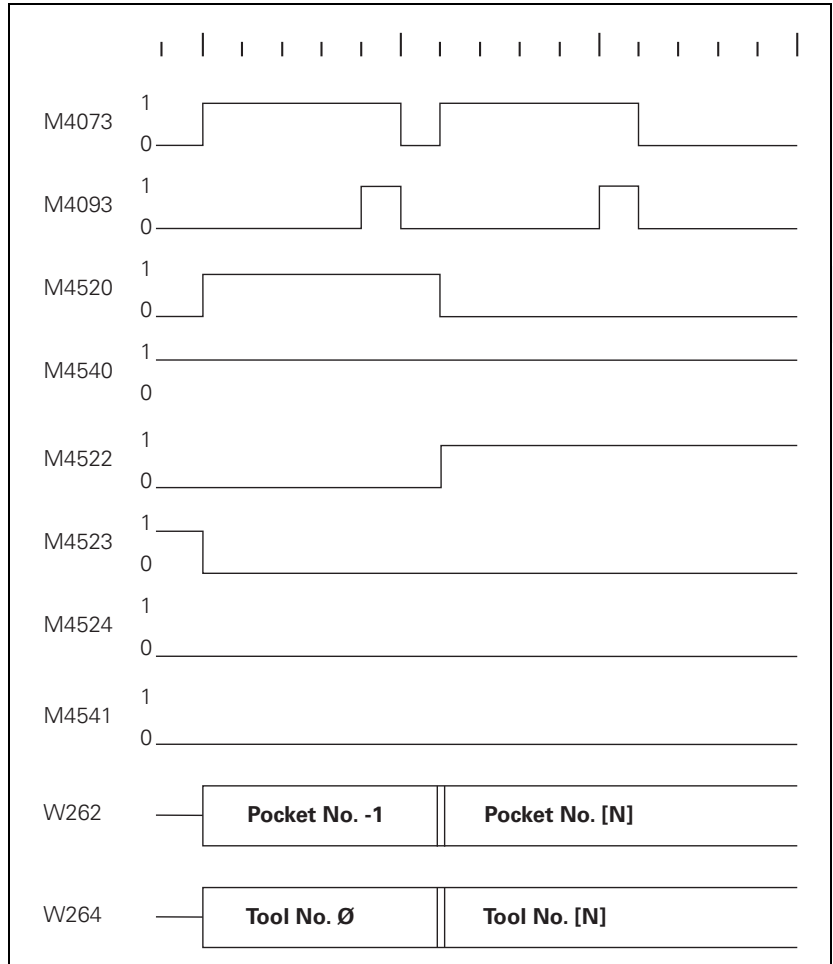 M4073 1
0
M4093 1
0
M4520 1
0
M4540 1
0
M4522 1
0
M4523 1
0
M4524 1
0
M4541 1
0
W262 Pocket No. -1 Pocket No. [N]
W264 Tool No. Ø Tool No. [N]